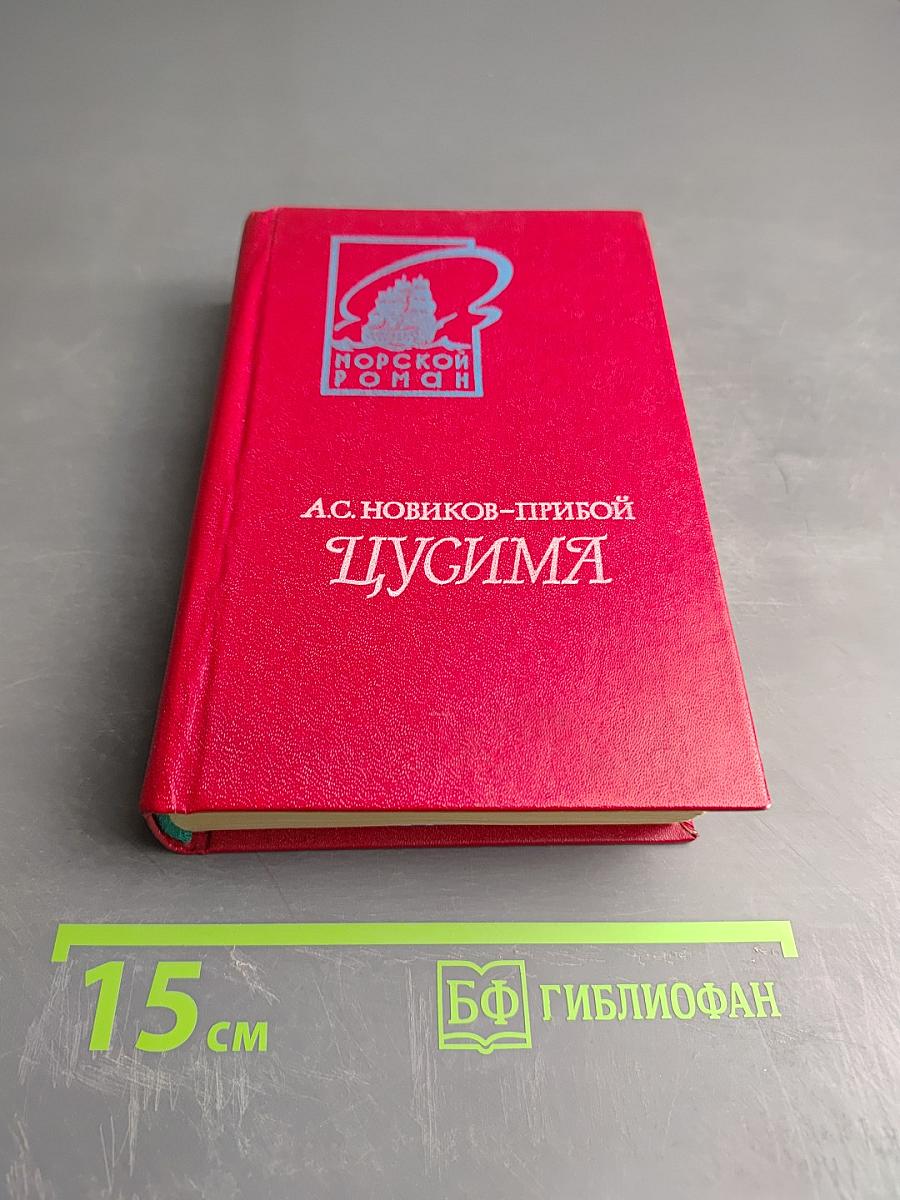 МОРСКОЙ
РОМАН
А.С. НОВИКОВ-ПРИБОЙ
ЦУСИМА
15 см
БФ ГИБЛИОФАН